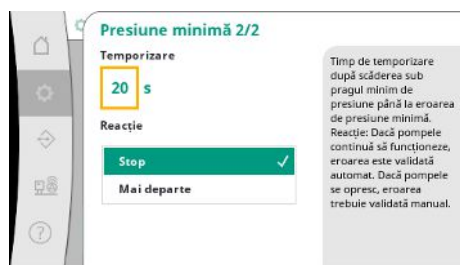 Presiune minimă 2/2
Temporizare
20 s
Reacție
Stop
Mai departe
Timp de temporizare
după scăderea sub
pragul minim de
presiune până la eroarea
de presiune minimă.
Reacție: Dacă pompele
continuă să funcționeze,
eroarea este validată
automat. Dacă pompele
se opresc, eroarea
trebuie validată manual.